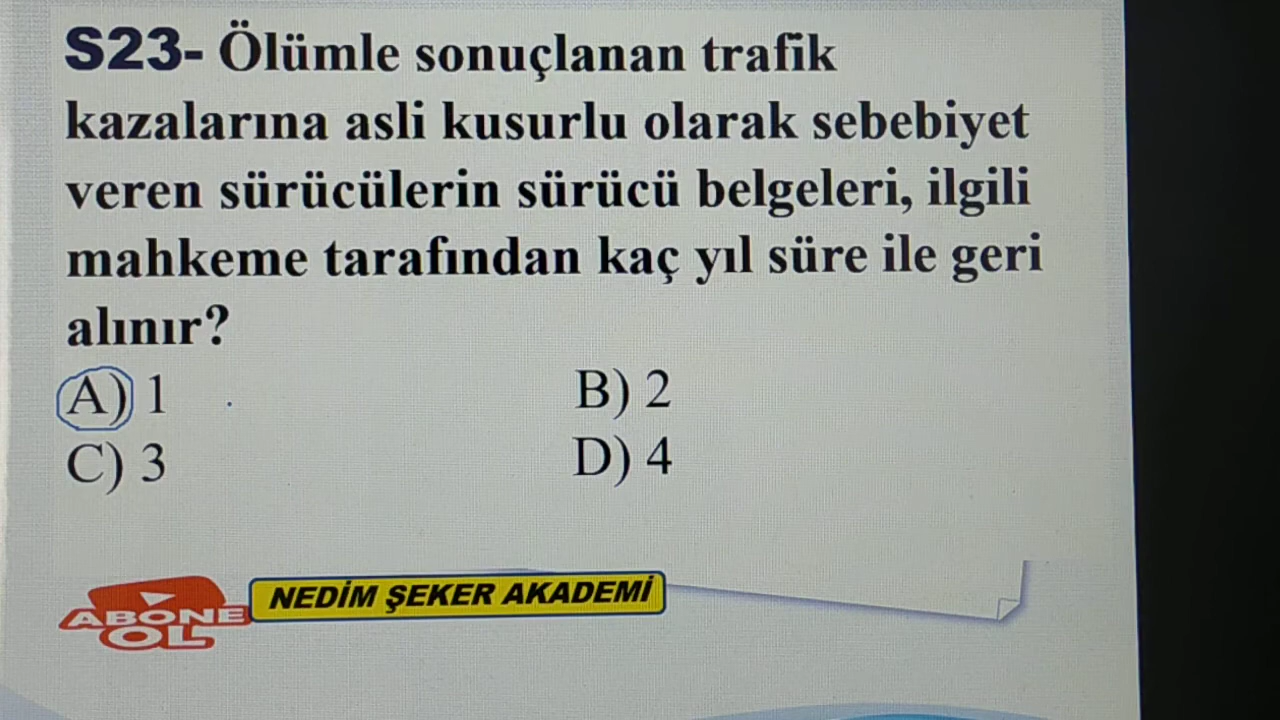 S23- Ölümle sonuçlanan trafik
kazalarına asli kusurlu olarak sebebiyet
veren sürücülerin sürücü belgeleri, ilgili
mahkeme tarafından kaç yıl süre ile geri
alınır?
A) 1 B) 2
C) 3 D) 4
ABONE
OL
NEDİM ŞEKER AKADEMİ